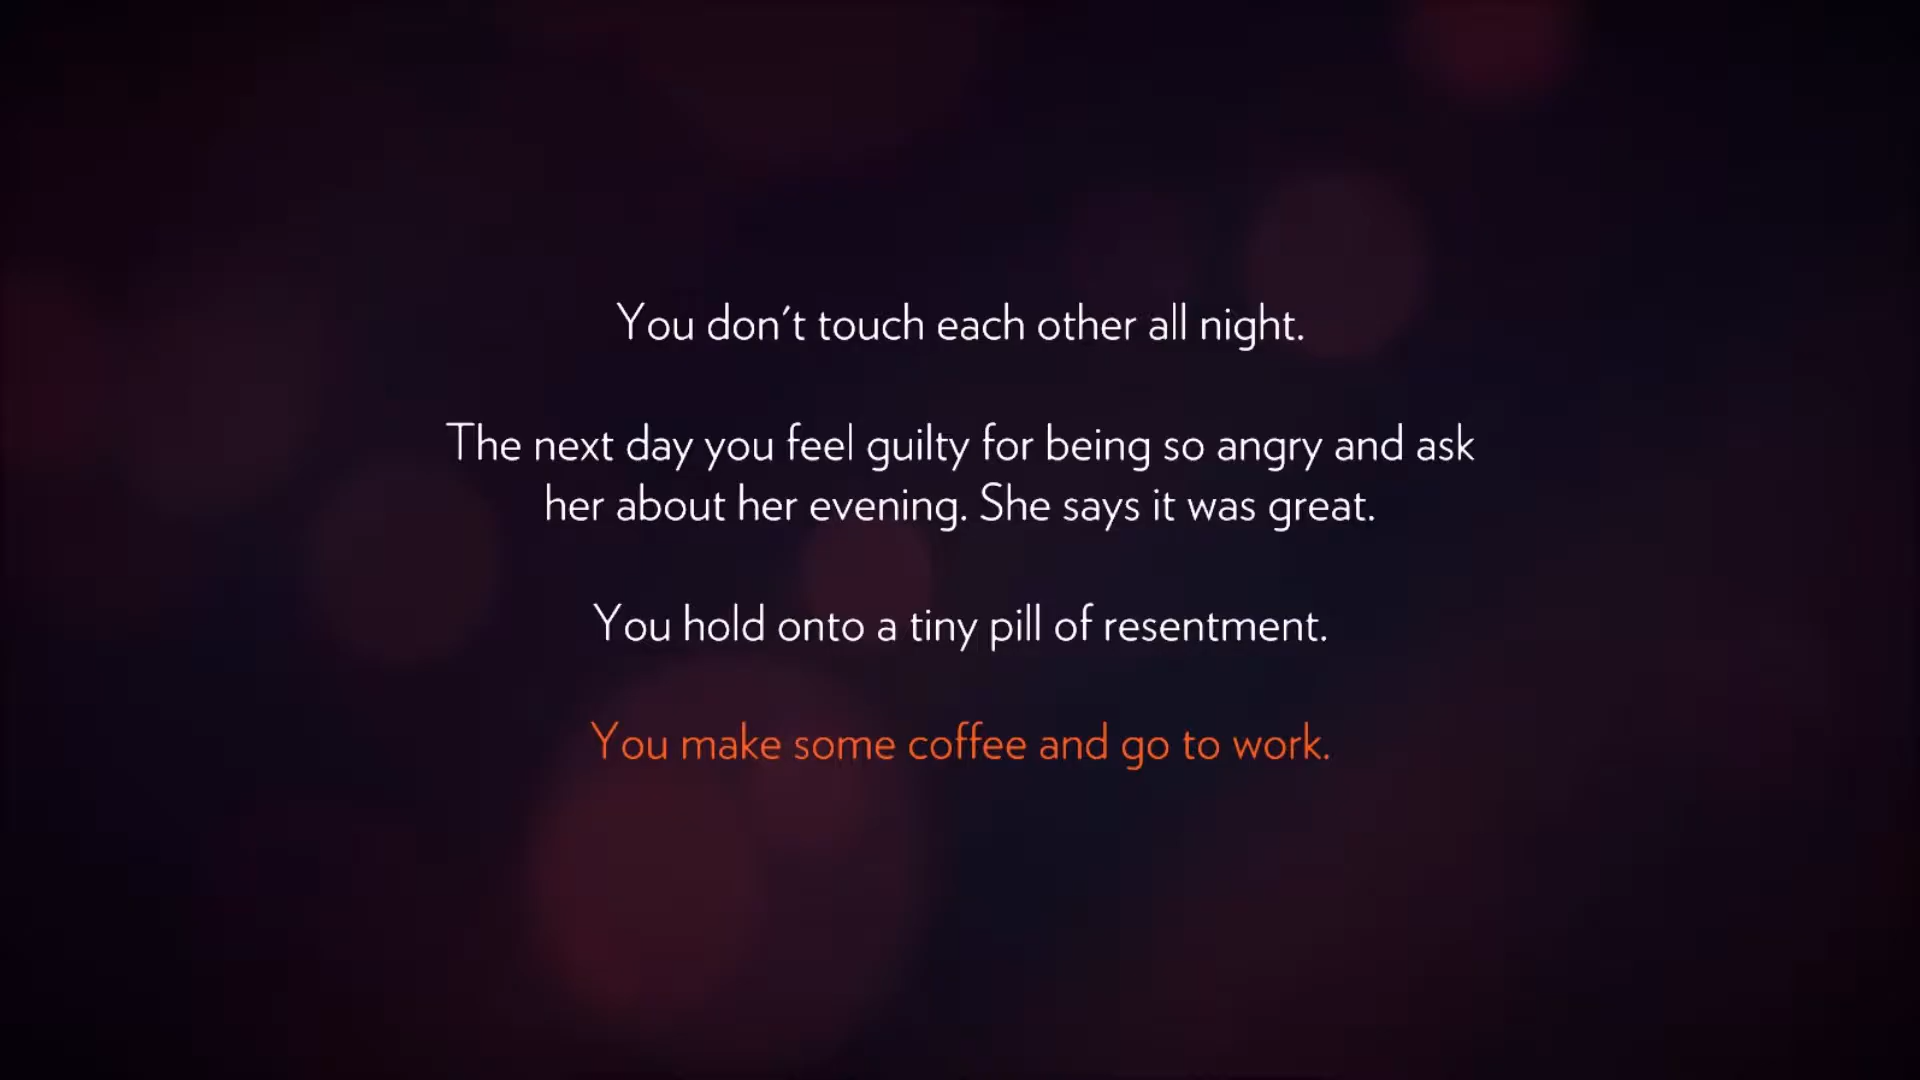 You don't touch each other all night.
The next day you feel guilty for being so angry and ask
her about her evening. She says it was great.
You hold onto a tiny pill of resentment.
You make some coffee and go to work.